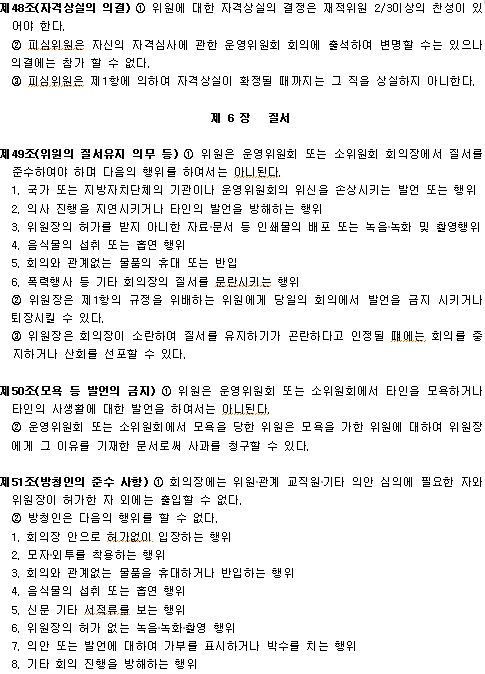 제48조(자격상실의 의결) ① 위원에 대한 자격상실의 결정은 재적위원 2/3이상의 찬성이 있
어야 한다.
② 피심위원은 자신의 자격심사에 관한 운영위원회 회의에 출석하여 변명할 수는 있으나
의결에는 참가 할 수 없다.
③ 피심위원은 제1항에 의하여 자격상실이 확정될 때까지는 그 직을 상실하지 아니한다.
제 6 장 질서
제49조(위원의 질서유지 의무 등) ① 위원은 운영위원회 또는 소위원회 회의장에서 질서를
준수하여야 하며 다음의 행위를 하여서는 아니된다.
1. 국가 또는 지방자치단체의 기관이나 운영위원회의 위신을 손상시키는 발언 또는 행위
2. 의사 진행을 지연시키거나 타인의 발언을 방해하는 행위
3. 위원장의 허가를 받지 아니한 자료·문서 등 인쇄물의 배포 또는 녹음·녹화 및 촬영행위
4. 음식물의 섭취 또는 흡연 행위
5. 회의와 관계없는 물품의 휴대 또는 반입
6. 폭력행사 등 기타 회의장의 질서를 문란시키는 행위
② 위원장은 제1항의 규정을 위배하는 위원에게 당일의 회의에서 발언을 금지 시키거나
퇴장시킬 수 있다.
③ 위원장은 회의장이 소란하여 질서를 유지하기가 곤란하다고 인정될 때에는 회의를 중
지하거나 산회를 선포할 수 있다.
제50조(모욕 등 발언의 금지) ① 위원은 운영위원회 또는 소위원회에서 타인을 모욕하거나
타인의 사생활에 대한 발언을 하여서는 아니된다.
② 운영위원회 또는 소위원회에서 모욕을 당한 위원은 모욕을 가한 위원에 대하여 위원장
에게 그 이유를 기재한 문서로써 사과를 청구할 수 있다.
제51조(방청인의 준수 사항) ① 회의장에는 위원·관계 교직원·기타 의안 심의에 필요한 자와
위원장이 허가한 자 외에는 출입할 수 없다.
② 방청인은 다음의 행위를 할 수 없다.
1. 회의장 안으로 허가없이 입장하는 행위
2. 모자·외투를 착용하는 행위
3. 회의와 관계없는 물품을 휴대하거나 반입하는 행위
4. 음식물의 섭취 또는 흡연 행위
5. 신문 기타 서적류를 보는 행위
6. 위원장의 허가 없는 녹음·녹화·촬영 행위
7. 의안 또는 발언에 대하여 가부를 표시하거나 박수를 치는 행위
8. 기타 회의 진행을 방해하는 행위